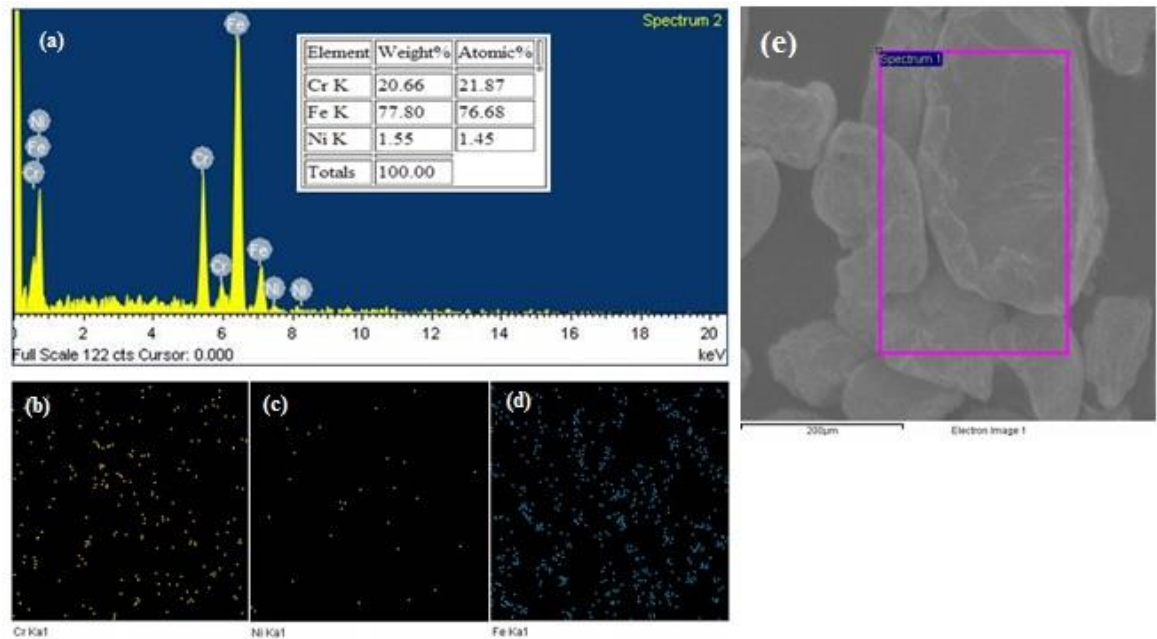 (a)
Spectrum 2
Element Weight% Atomic%
Cr K 20.66 21.87
Fe K 77.80 76.68
Ni K 1.55 1.45
Totals 100.00
Fe
Ni
Fe
Cr
Cr
Cr
Fe
Ni
Ni
0 2 4 6 8 10 12 14 16 18 20
Full Scale 122 cts Cursor: 0.000 keV
(b)
(c)
(d)
Cr Ka1
Ni Ka1
Fe Ka1
(e)
Spectrum 1
200µm
Electron Image 1